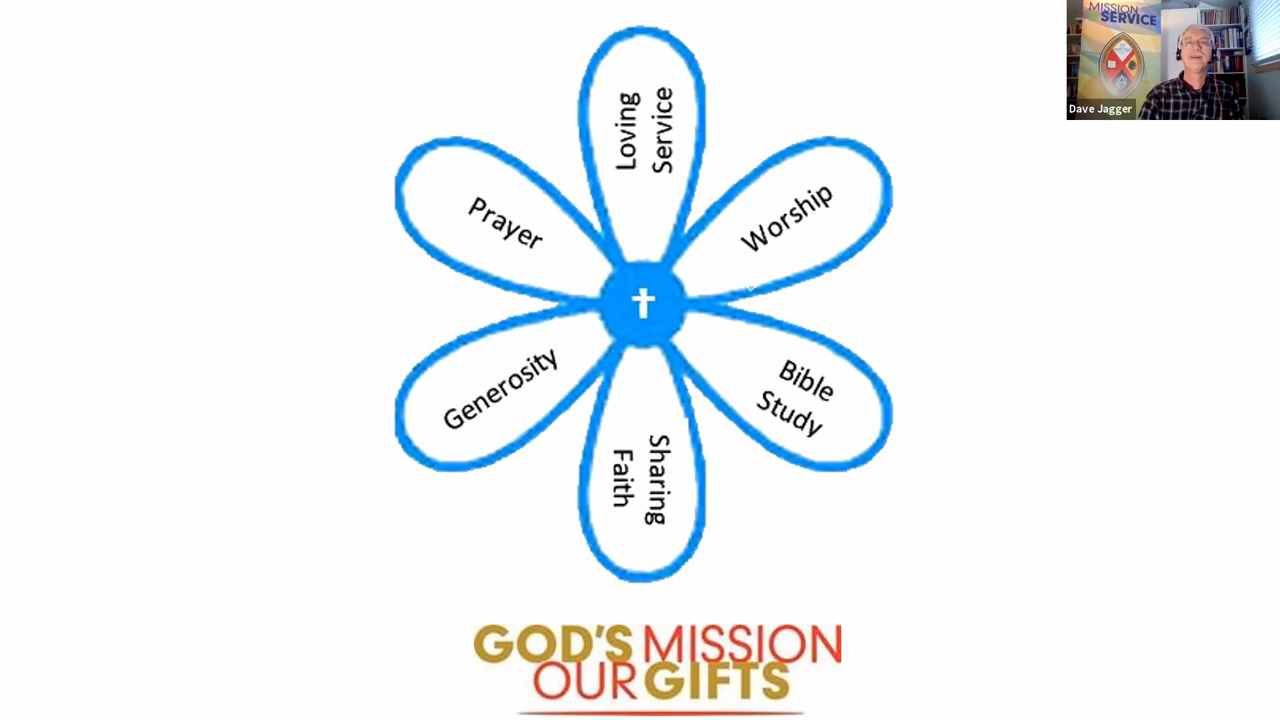 Loving
Service
Prayer
Worship
Generosity
Bible
Study
Sharing
Faith
GOD'S MISSION
OUR GIFTS
MISSION
& SERVICE
Dave Jagger